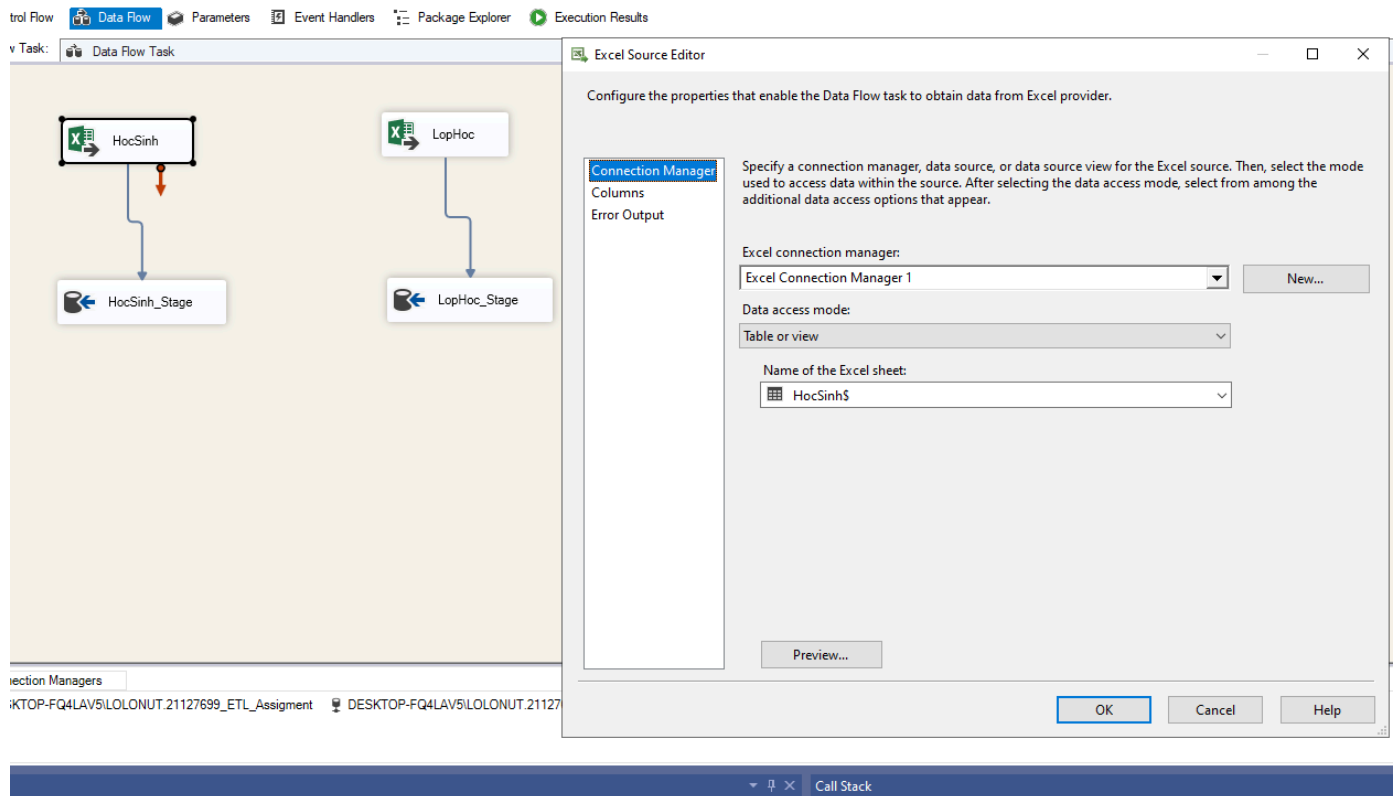 trol Flow Data Flow Parameters Event Handlers Package Explorer Execution Results
v Task: Data Flow Task
Excel Source Editor
Configure the properties that enable the Data Flow task to obtain data from Excel provider.
HocSinh
LopHoc
HocSinh_Stage
LopHoc_Stage
Connection Manager
Columns
Error Output
Specify a connection manager, data source, or data source view for the Excel source. Then, select the mode
used to access data within the source. After selecting the data access mode, select from among the
additional data access options that appear.
Excel connection manager:
Excel Connection Manager 1
New...
Data access mode:
Table or view
Name of the Excel sheet:
HocSinh$
Preview...
OK Cancel Help
nection Managers
SKTOP-FQ4LAV5\LOLONUT.21127699_ETL_Assigment DESKTOP-FQ4LAV5\LOLONUT.21127
Call Stack